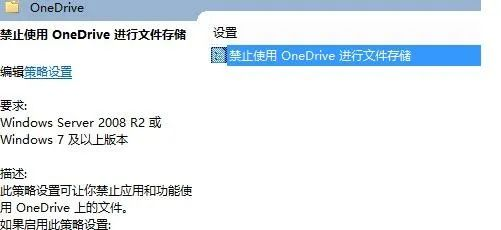 OneDrive
禁止使用 OneDrive 进行文件存储
编辑策略设置
要求:
Windows Server 2008 R2 或
Windows 7 及以上版本
描述:
此策略设置可让你禁止应用和功能使
用 OneDrive 上的文件。
如果启用此策略设置:
设置
禁止使用 OneDrive 进行文件存储